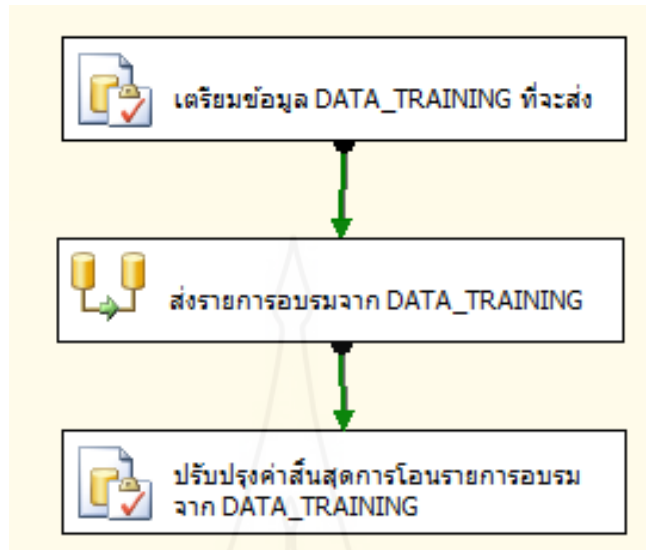 เตรียมข้อมูล DATA_TRAINING ที่จะส่ง
ส่งรายการอบรมจาก DATA_TRAINING
ปรับปรุงค่าสิ้นสุดการโอนรายการอบรม
จาก DATA_TRAINING